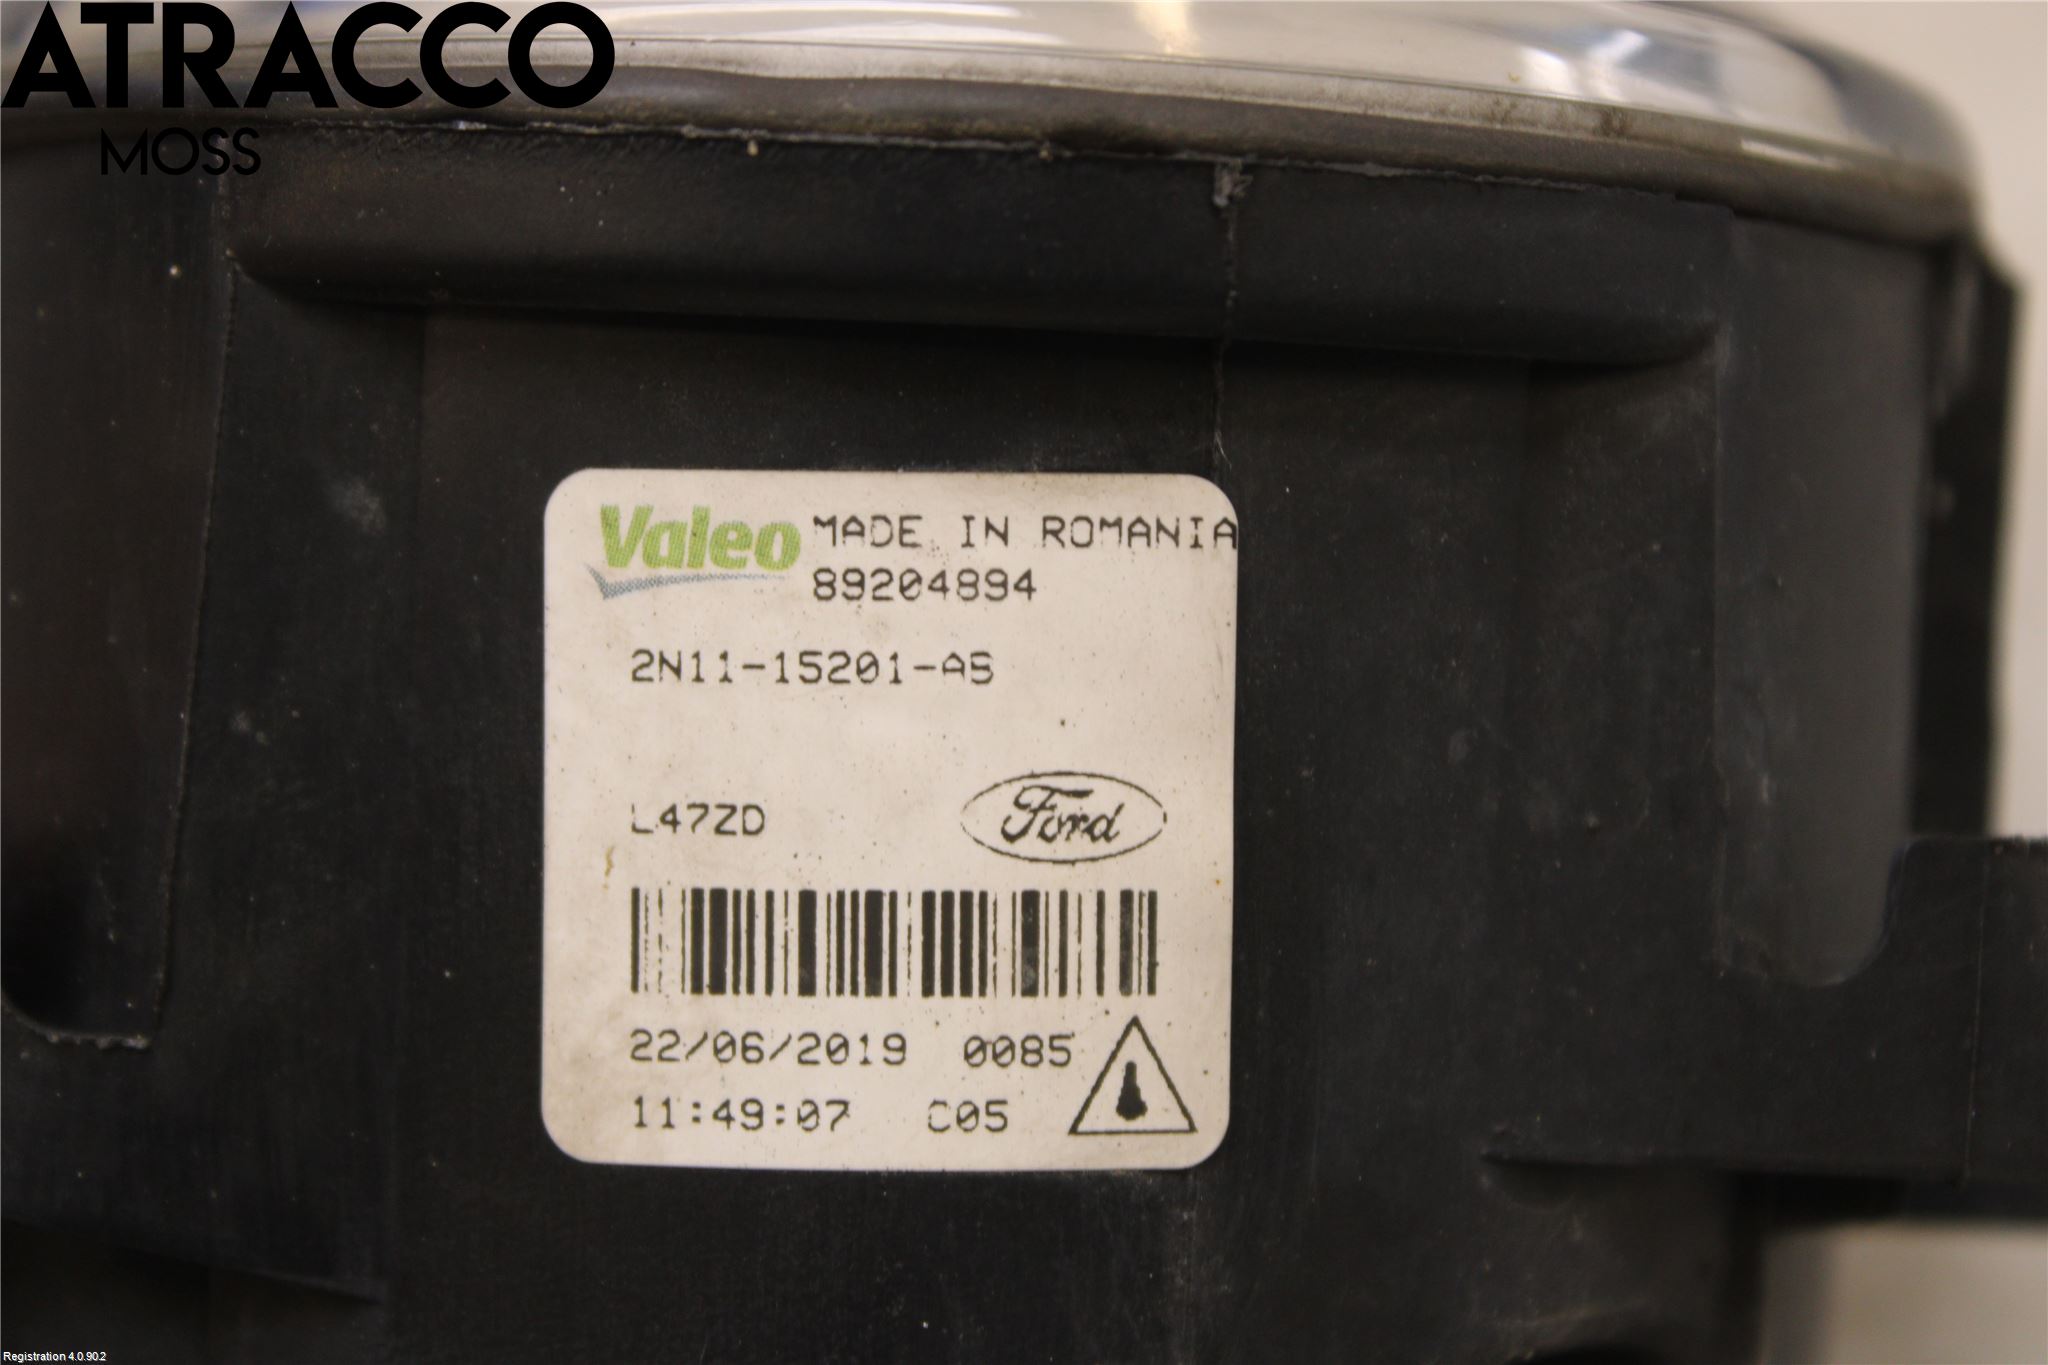 ATRACCO
MOSS
Valeo MADE IN ROMANIA
89204894
2N11-15201-AS
L47ZD
Ford
22/06/2019 0085
11:49:07 C05
Registration 4.0.90.2